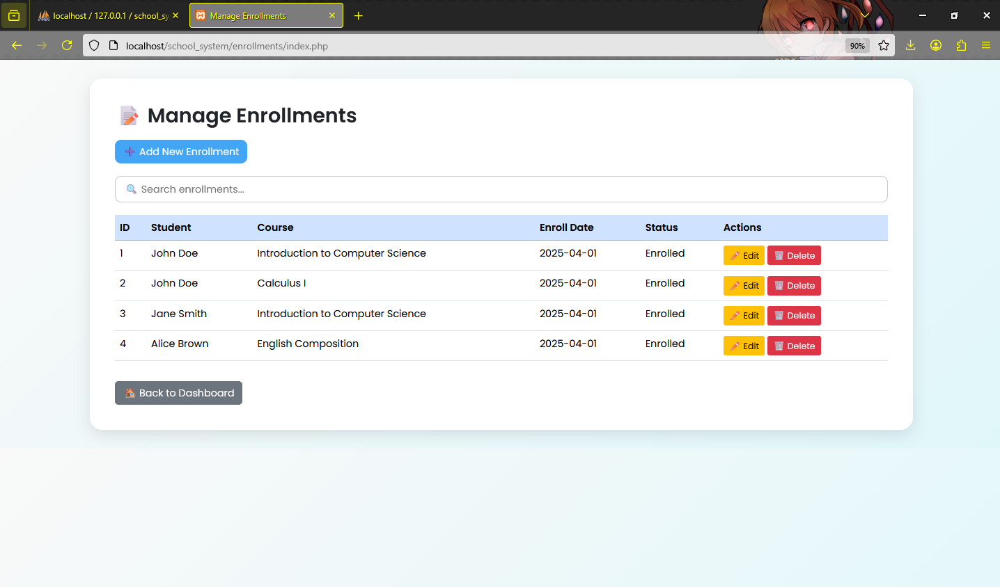 localhost / 127.0.0.1 / school_sy
Manage Enrollments
localhost/school_system/enrollments/index.php
90%
Manage Enrollments
Add New Enrollment
Search enrollments...
ID Student Course Enroll Date Status Actions
1 John Doe Introduction to Computer Science 2025-04-01 Enrolled Edit Delete
2 John Doe Calculus I 2025-04-01 Enrolled Edit Delete
3 Jane Smith Introduction to Computer Science 2025-04-01 Enrolled Edit Delete
4 Alice Brown English Composition 2025-04-01 Enrolled Edit Delete
Back to Dashboard